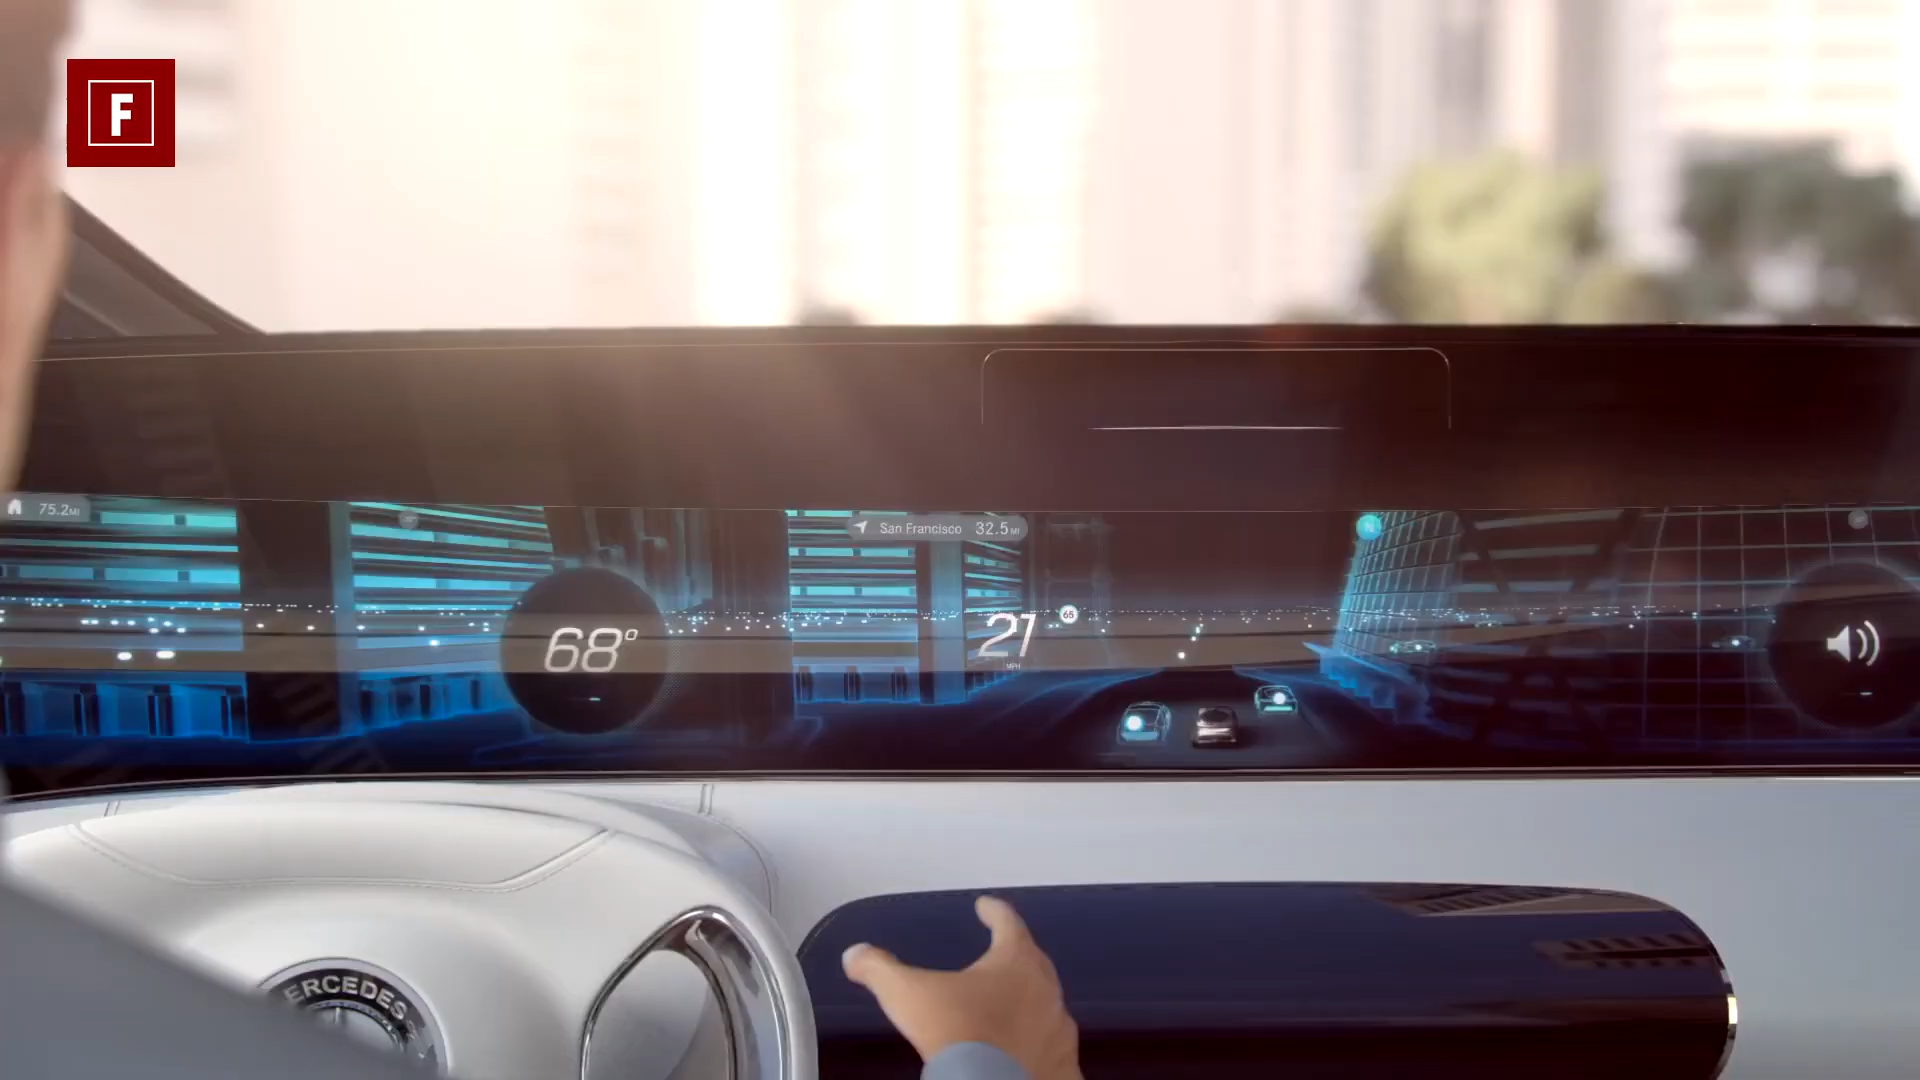 F
75.2MI
San Francisco 32.5MI
N
68°
27
65
MPH
ERCEDES